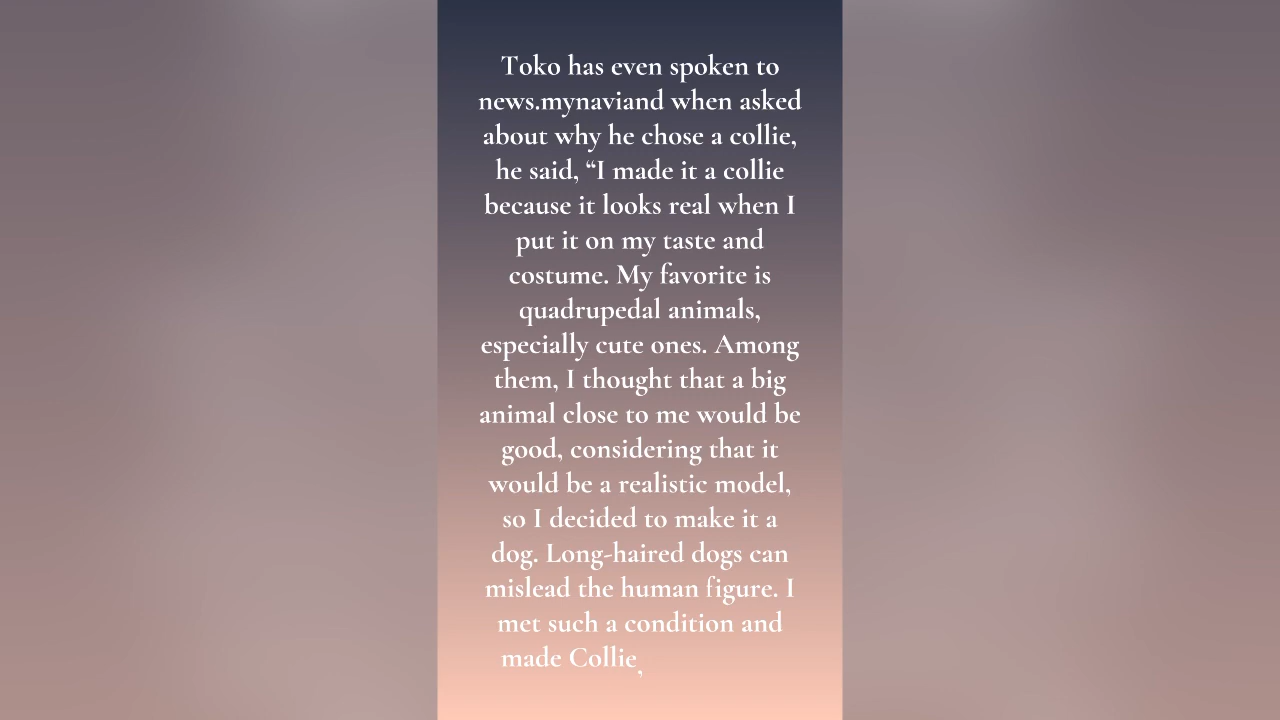 Toko has even spoken to
news.mynaviand when asked
about why he chose a collie,
he said, “I made it a collie
because it looks real when I
put it on my taste and
costume. My favorite is
quadrupedal animals,
especially cute ones. Among
them, I thought that a big
animal close to me would be
good, considering that it
would be a realistic model,
so I decided to make it a
dog. Long-haired dogs can
mislead the human figure. I
met such a condition and
made Collie,